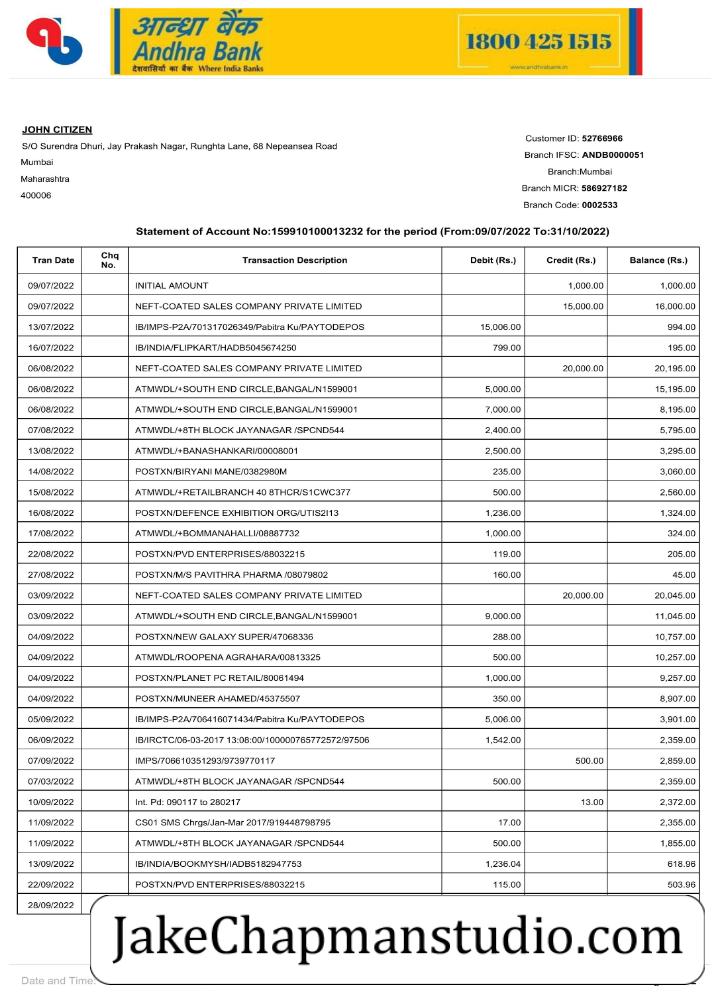 आन्ध्रा बैंक
Andhra Bank
देशवासियों का बैंक Where India Banks
1800 425 1515
www.andhrabank.in
JOHN CITIZEN
S/O Surendra Dhuri, Jay Prakash Nagar, Runghta Lane, 68 Nepeansea Road
Mumbai
Maharashtra
400006
Customer ID: 52766966
Branch IFSC: ANDB0000051
Branch:Mumbai
Branch MICR: 586927182
Branch Code: 0002533
Statement of Account No:159910100013232 for the period (From:09/07/2022 To:31/10/2022)
Tran Date Chq No. Transaction Description Debit (Rs.) Credit (Rs.) Balance (Rs.)
09/07/2022 INITIAL AMOUNT 1,000.00 1,000.00
09/07/2022 NEFT-COATED SALES COMPANY PRIVATE LIMITED 15,000.00 16,000.00
13/07/2022 IB/IMPS-P2A/701317026349/Pabitra Ku/PAYTODEPOS 15,006.00 994.00
16/07/2022 IB/INDIA/FLIPKART/HADB5045674250 799.00 195.00
06/08/2022 NEFT-COATED SALES COMPANY PRIVATE LIMITED 20,000.00 20,195.00
06/08/2022 ATMWDL/+SOUTH END CIRCLE,BANGAL/N1599001 5,000.00 15,195.00
06/08/2022 ATMWDL/+SOUTH END CIRCLE,BANGAL/N1599001 7,000.00 8,195.00
07/08/2022 ATMWDL/+8TH BLOCK JAYANAGAR /SPCND544 2,400.00 5,795.00
13/08/2022 ATMWDL/+BANASHANKARI/00008001 2,500.00 3,295.00
14/08/2022 POSTXN/BIRYANI MANE/0382980M 235.00 3,060.00
15/08/2022 ATMWDL/+RETAILBRANCH 40 8THCR/S1CWC377 500.00 2,560.00
16/08/2022 POSTXN/DEFENCE EXHIBITION ORG/UTIS2I13 1,236.00 1,324.00
17/08/2022 ATMWDL/+BOMMANAHALLI/08887732 1,000.00 324.00
22/08/2022 POSTXN/PVD ENTERPRISES/88032215 119.00 205.00
27/08/2022 POSTXN/M/S PAVITHRA PHARMA /08079802 160.00 45.00
03/09/2022 NEFT-COATED SALES COMPANY PRIVATE LIMITED 20,000.00 20,045.00
03/09/2022 ATMWDL/+SOUTH END CIRCLE,BANGAL/N1599001 9,000.00 11,045.00
04/09/2022 POSTXN/NEW GALAXY SUPER/47068336 288.00 10,757.00
04/09/2022 ATMWDL/ROOPENA AGRAHARA/00813325 500.00 10,257.00
04/09/2022 POSTXN/PLANET PC RETAIL/80061494 1,000.00 9,257.00
04/09/2022 POSTXN/MUNEER AHAMED/45375507 350.00 8,907.00
05/09/2022 IB/IMPS-P2A/706416071434/Pabitra Ku/PAYTODEPOS 5,006.00 3,901.00
06/09/2022 IB/IRCTC/06-03-2017 13:08:00/100000765772572/97506 1,542.00 2,359.00
07/09/2022 IMPS/706610351293/9739770117 500.00 2,859.00
07/03/2022 ATMWDL/+8TH BLOCK JAYANAGAR /SPCND544 500.00 2,359.00
10/09/2022 Int. Pd: 090117 to 280217 13.00 2,372.00
11/09/2022 CS01 SMS Chrgs/Jan-Mar 2017/919448798795 17.00 2,355.00
11/09/2022 ATMWDL/+8TH BLOCK JAYANAGAR /SPCND544 500.00 1,855.00
13/09/2022 IB/INDIA/BOOKMYSH/IADB5182947753 1,236.04 618.96
22/09/2022 POSTXN/PVD ENTERPRISES/88032215 115.00 503.96
28/09/2022
JakeChapmanstudio.com
Date and Time: